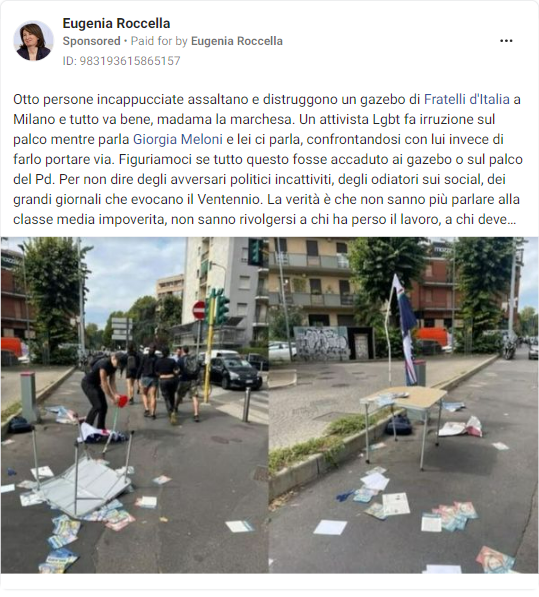 Eugenia Roccella
Sponsored • Paid for by Eugenia Roccella
ID: 983193615865157
Otto persone incappucciate assaltano e distruggono un gazebo di Fratelli d'Italia a
Milano e tutto va bene, madama la marchesa. Un attivista Lgbt fa irruzione sul
palco mentre parla Giorgia Meloni e lei ci parla, confrontandosi con lui invece di
farlo portare via. Figuriamoci se tutto questo fosse accaduto ai gazebo o sul palco
del Pd. Per non dire degli avversari politici incattiviti, degli odiatori sui social, dei
grandi giornali che evocano il Ventennio. La verità è che non sanno più parlare alla
classe media impoverita, non sanno rivolgersi a chi ha perso il lavoro, a chi deve...